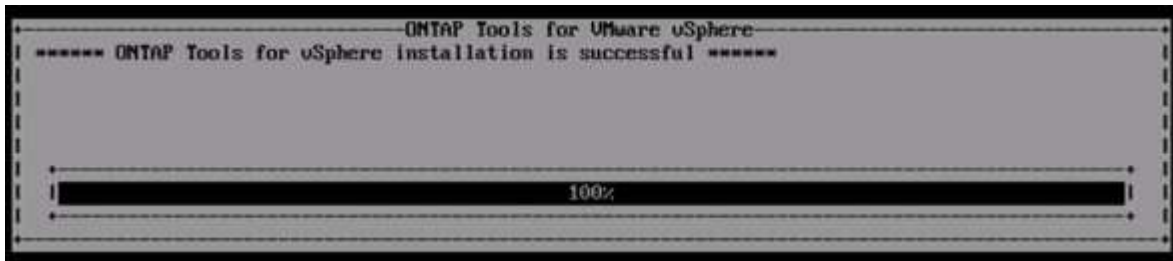 ONTAP Tools for VMware vSphere
****** ONTAP Tools for vSphere installation is successful ******
100%